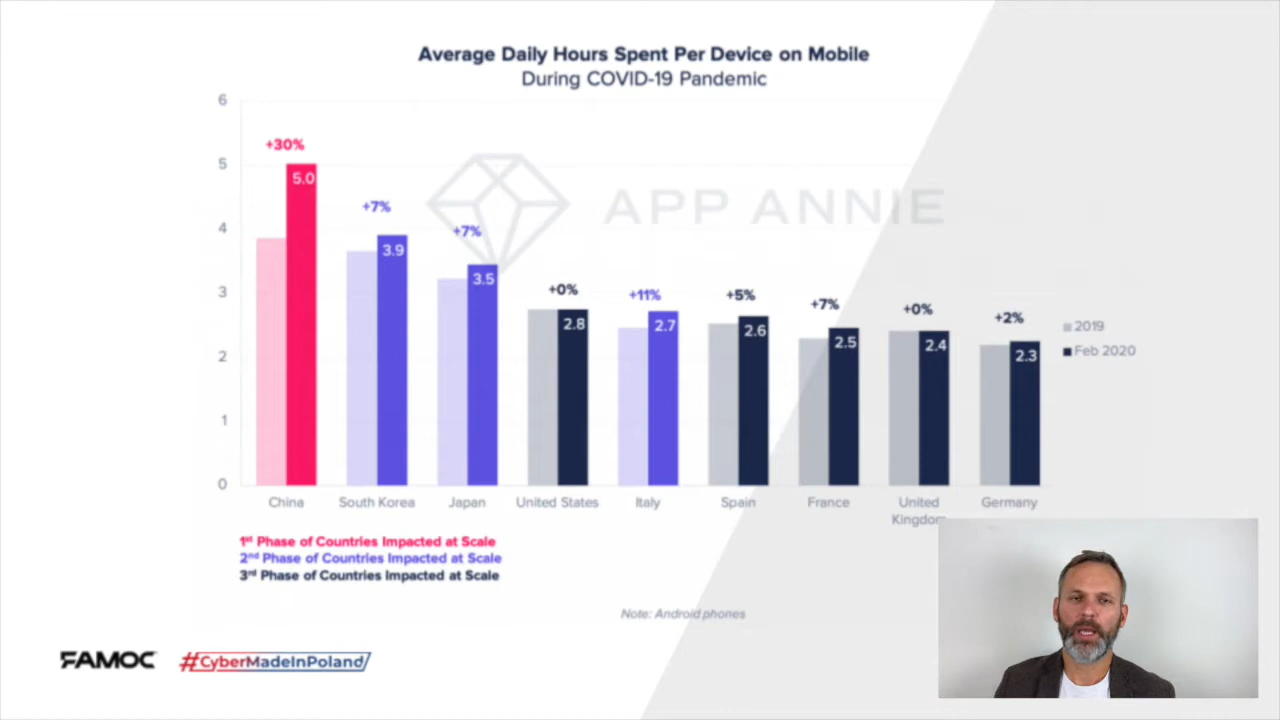 Average Daily Hours Spent Per Device on Mobile
During COVID-19 Pandemic
6
5
4
3
2
1
0
+30%
5.0
+7%
3.9
+7%
3.5
+0%
2.8
+11%
2.7
+5%
2.6
+7%
2.5
+0%
2.4
+2%
2.3
APP ANNIE
2019
Feb 2020
China
South Korea
Japan
United States
Italy
Spain
France
United
Kingdom
Germany
1st Phase of Countries Impacted at Scale
2nd Phase of Countries Impacted at Scale
3rd Phase of Countries Impacted at Scale
Note: Android phones
FAMOC
#CyberMadeInPoland